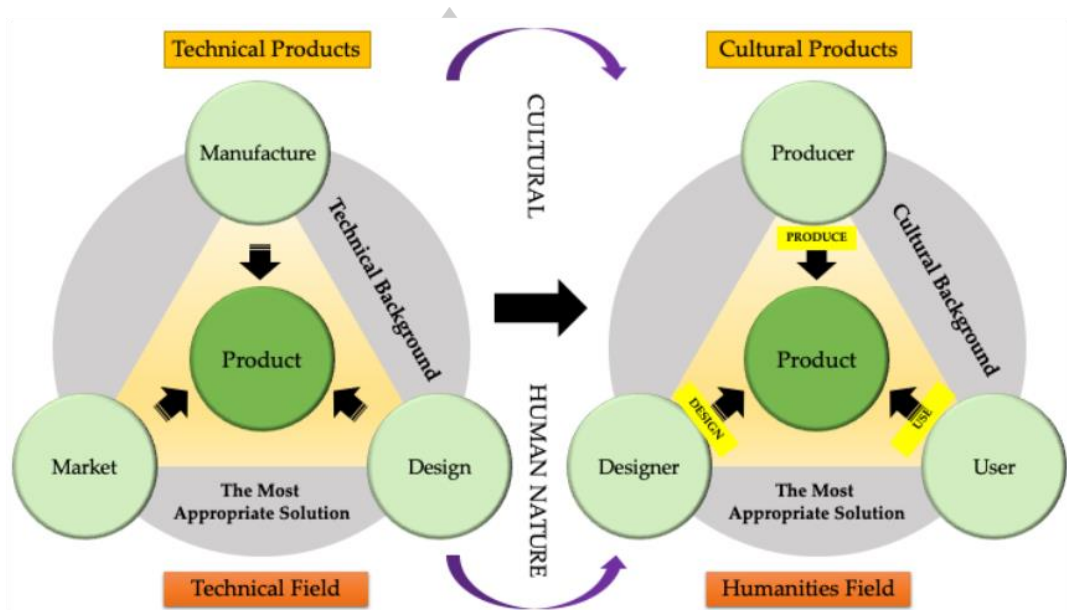 Technical Products
Manufacture
Technical Background
Product
Market
Design
The Most
Appropriate Solution
Technical Field
CULTURAL
HUMAN NATURE
Cultural Products
Producer
PRODUCE
Cultural Background
Product
DESIGN
USE
Designer
User
The Most
Appropriate Solution
Humanities Field